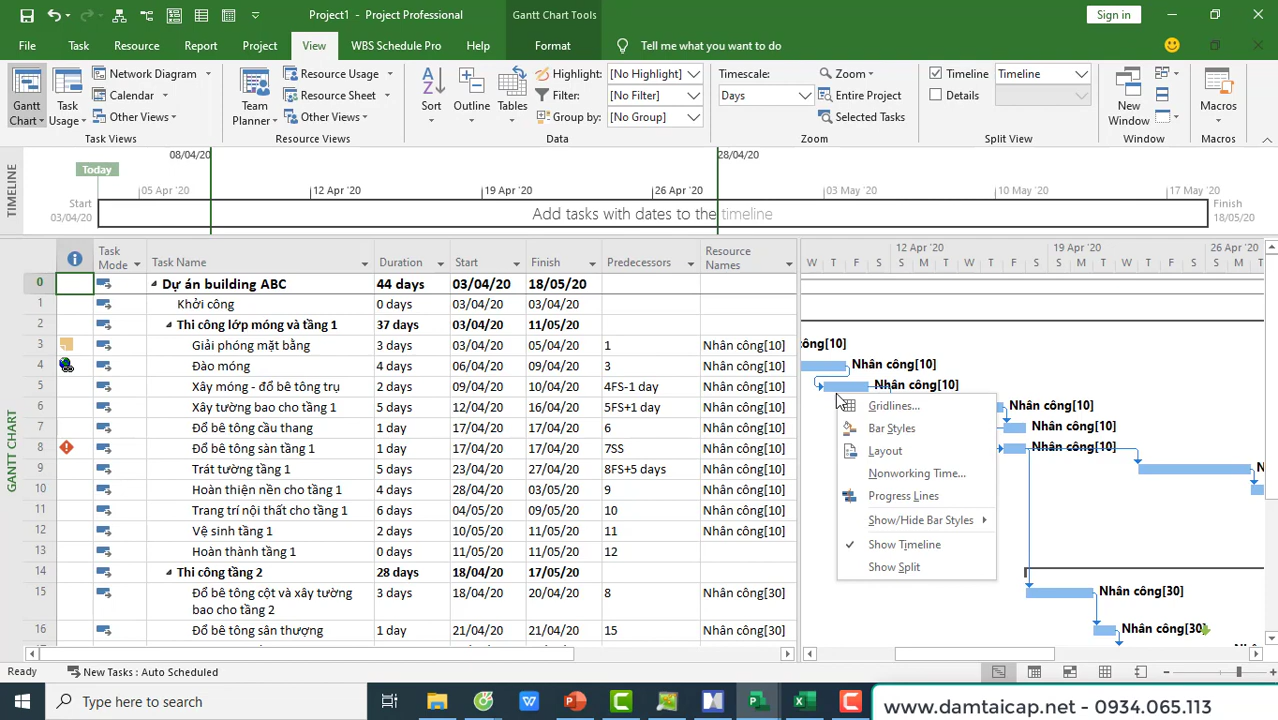 Project1 - Project Professional
Gantt Chart Tools
Sign in
File Task Resource Report Project View WBS Schedule Pro Help Format Tell me what you want to do
Gantt Chart
Task Usage
Network Diagram
Calendar
Other Views
Task Views
Team Planner
Resource Usage
Resource Sheet
Other Views
Resource Views
Sort
Outline
Tables
Highlight: [No Highlight]
Filter: [No Filter]
Group by: [No Group]
Data
Timescale:
Days
Zoom
Entire Project
Selected Tasks
Zoom
Timeline Timeline
Details
Split View
New Window
Window
Macros
Macros
TIMELINE
08/04/20 28/04/20
Today
05 Apr '20 12 Apr '20 19 Apr '20 26 Apr '20 03 May '20 10 May '20 17 May '20
Start
03/04/20
Add tasks with dates to the timeline
Finish
18/05/20
GANTT CHART
Task Mode Task Name Duration Start Finish Predecessors Resource Names
0 Dự án building ABC 44 days 03/04/20 18/05/20
1 Khởi công 0 days 03/04/20 03/04/20
2 Thi công lớp móng và tầng 1 37 days 03/04/20 11/05/20
3 Giải phóng mặt bằng 3 days 03/04/20 05/04/20 1 Nhân công[10]
4 Đào móng 4 days 06/04/20 09/04/20 3 Nhân công[10]
5 Xây móng - đổ bê tông trụ 2 days 09/04/20 10/04/20 4FS-1 day Nhân công[10]
6 Xây tường bao cho tầng 1 5 days 12/04/20 16/04/20 5FS+1 day Nhân công[10]
7 Đổ bê tông cầu thang 1 day 17/04/20 17/04/20 6 Nhân công[10]
8 Đổ bê tông sàn tầng 1 1 day 17/04/20 17/04/20 7SS Nhân công[10]
9 Trát tường tầng 1 5 days 23/04/20 27/04/20 8FS+5 days Nhân công[10]
10 Hoàn thiện nền cho tầng 1 4 days 28/04/20 03/05/20 9 Nhân công[10]
11 Trang trí nội thất cho tầng 1 6 days 04/05/20 09/05/20 10 Nhân công[10]
12 Vệ sinh tầng 1 2 days 10/05/20 11/05/20 11 Nhân công[10]
13 Hoàn thành tầng 1 0 days 11/05/20 11/05/20 12
14 Thi công tầng 2 28 days 18/04/20 17/05/20
15 Đổ bê tông cột và xây tường bao cho tầng 2 3 days 18/04/20 20/04/20 8 Nhân công[30]
16 Đổ bê tông sân thượng 1 day 21/04/20 21/04/20 15 Nhân công[30]
12 Apr '20 19 Apr '20 26 Apr '20
W T F S S M T W T F S S M T W T F S S M T
công[10]
Nhân công[10]
Nhân công[10]
Nhân công[10]
Nhân công[10]
Nhân công[10]
N
Nhân công[30]
Nhân công[30]
Gridlines...
Bar Styles
Layout
Nonworking Time...
Progress Lines
Show/Hide Bar Styles
Show Timeline
Show Split
Ready New Tasks : Auto Scheduled
Type here to search
www.damtaicap.net - 0934.065.113